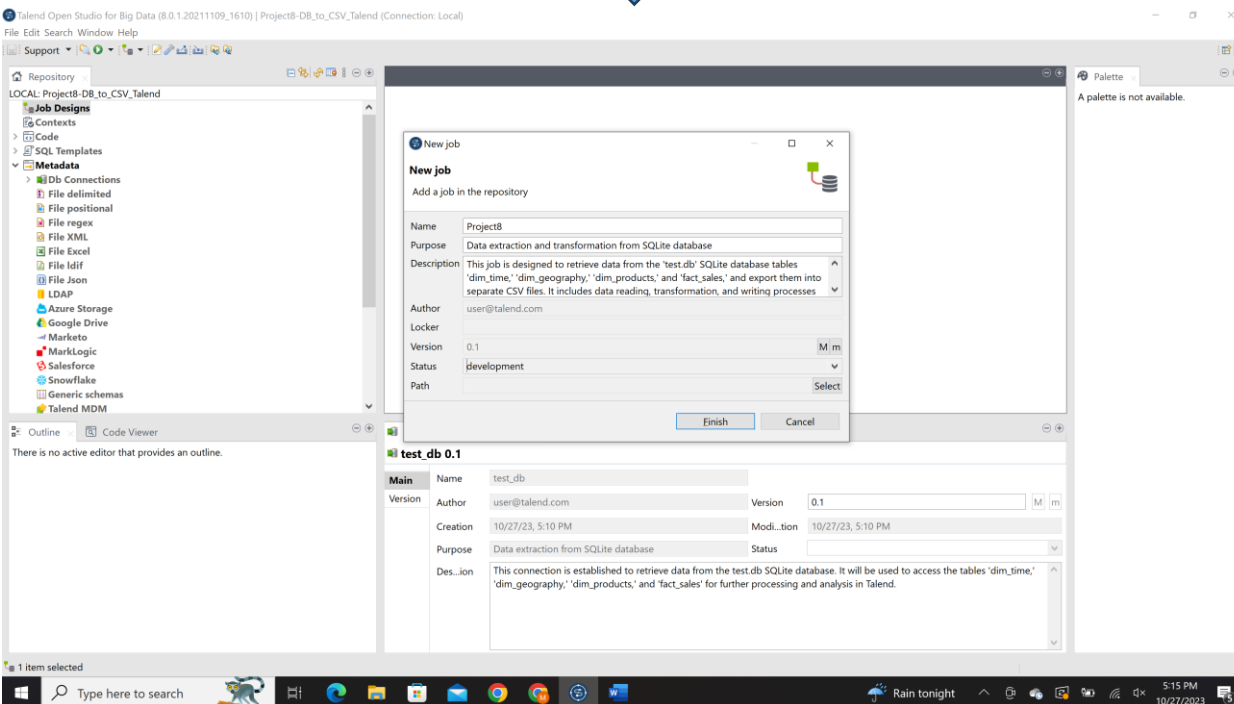 Talend Open Studio for Big Data (8.0.1.20211109_1610) | Project8-DB_to_CSV_Talend (Connection: Local)
File Edit Search Window Help
Support
Repository
LOCAL: Project8-DB_to_CSV_Talend
Job Designs
Contexts
Code
SQL Templates
Metadata
Db Connections
File delimited
File positional
File regex
File XML
File Excel
File ldif
File Json
LDAP
Azure Storage
Google Drive
Marketo
MarkLogic
Salesforce
Snowflake
Generic schemas
Talend MDM
Palette
A palette is not available.
New job
New job
Add a job in the repository
Name Project8
Purpose Data extraction and transformation from SQLite database
Description This job is designed to retrieve data from the 'test.db' SQLite database tables
'dim_time,' 'dim_geography,' 'dim_products,' and 'fact_sales,' and export them into
separate CSV files. It includes data reading, transformation, and writing processes
Author user@talend.com
Locker
Version 0.1 M m
Status development
Path Select
Finish Cancel
Outline Code Viewer
There is no active editor that provides an outline.
test_db 0.1
Main
Version
Name test_db
Author user@talend.com Version 0.1 M m
Creation 10/27/23, 5:10 PM Modi...tion 10/27/23, 5:10 PM
Purpose Data extraction from SQLite database Status
Des...ion This connection is established to retrieve data from the test.db SQLite database. It will be used to access the tables 'dim_time,'
'dim_geography,' 'dim_products,' and 'fact_sales' for further processing and analysis in Talend.
1 item selected
Type here to search
Rain tonight
5:15 PM
10/27/2023